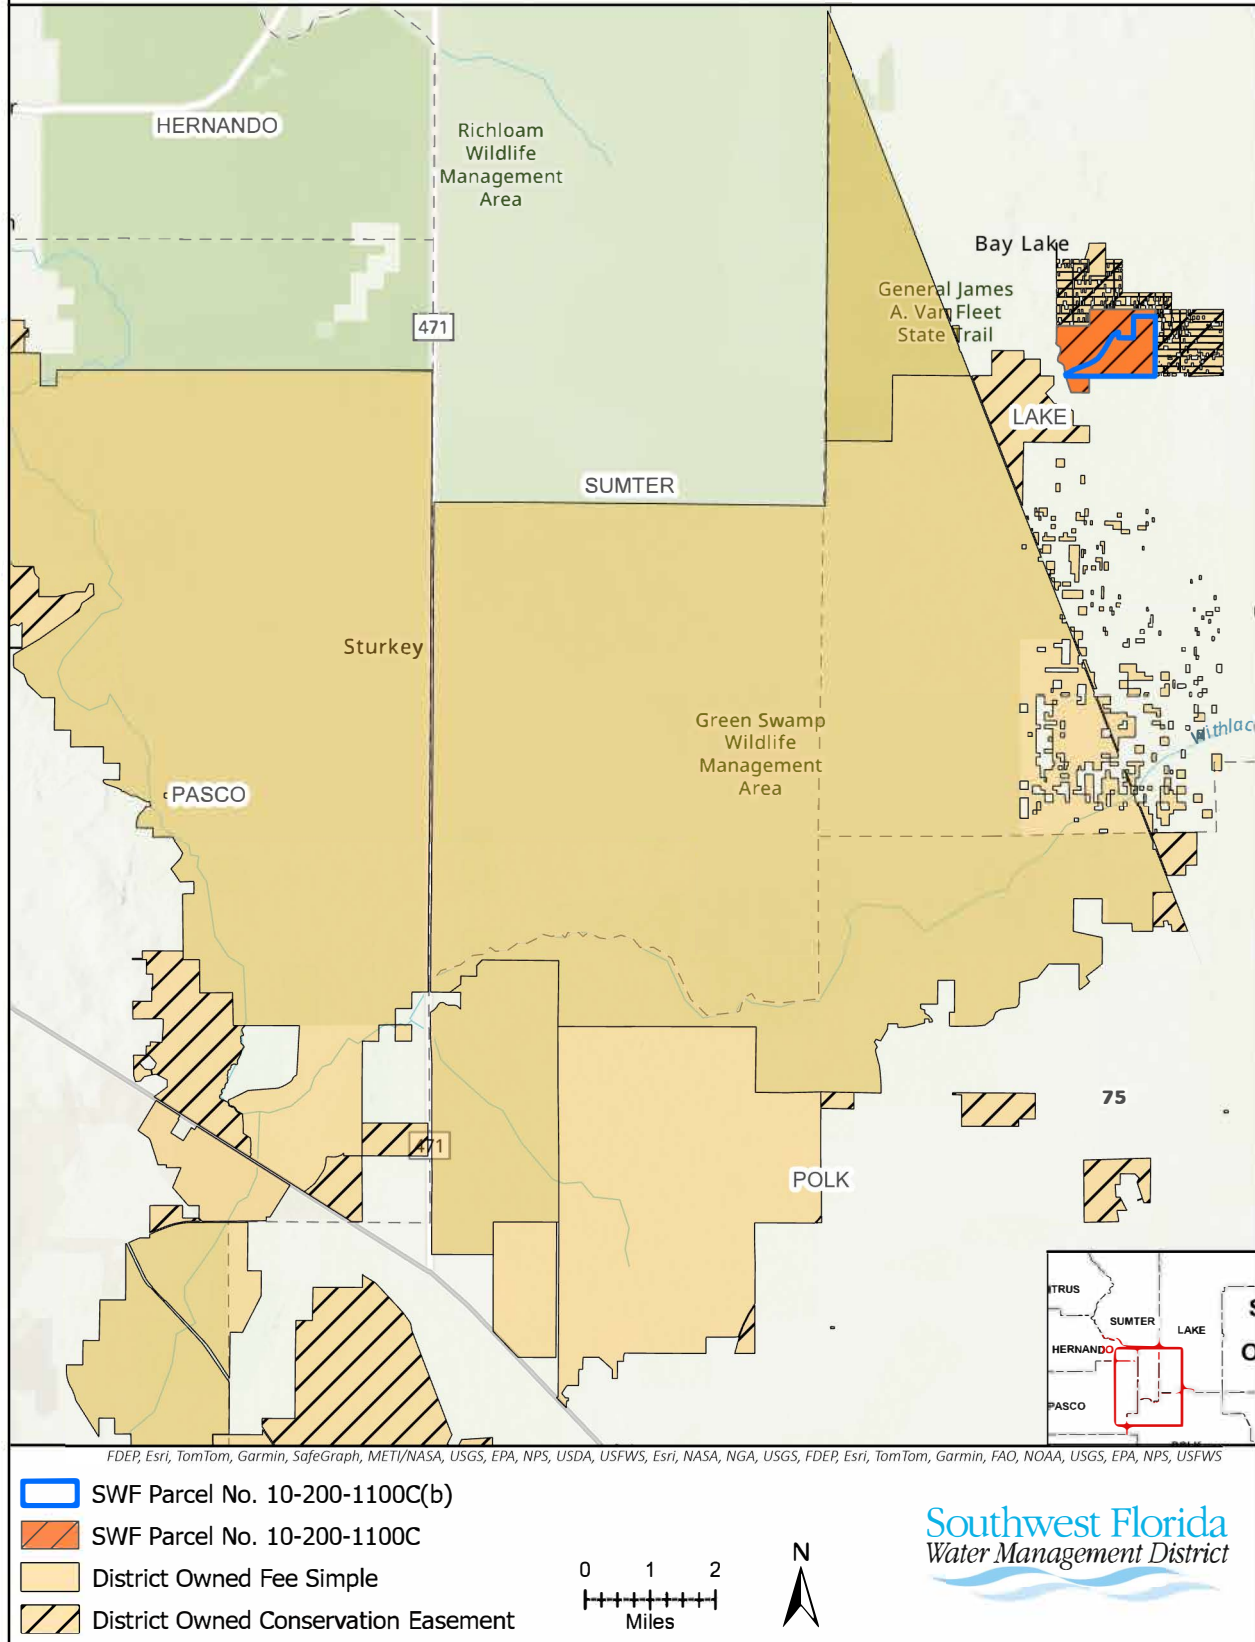 HERNANDO
Richloam
Wildlife
Management
Area
Bay Lake
General James
A. Van Fleet
State Trail
471
LAKE
SUMTER
Sturkey
Green Swamp
Wildlife
Management
Area
Withlac
PASCO
75
471
POLK
ITRUS
SUMTER
LAKE
HERNANDO
PASCO
FDEP, Esri, TomTom, Garmin, SafeGraph, METI/NASA, USGS, EPA, NPS, USDA, USFWS, Esri, NASA, NGA, USGS, FDEP, Esri, TomTom, Garmin, FAO, NOAA, USGS, EPA, NPS, USFWS
SWF Parcel No. 10-200-1100C(b)
SWF Parcel No. 10-200-1100C
District Owned Fee Simple
District Owned Conservation Easement
0 1 2
Miles
N
Southwest Florida
Water Management District